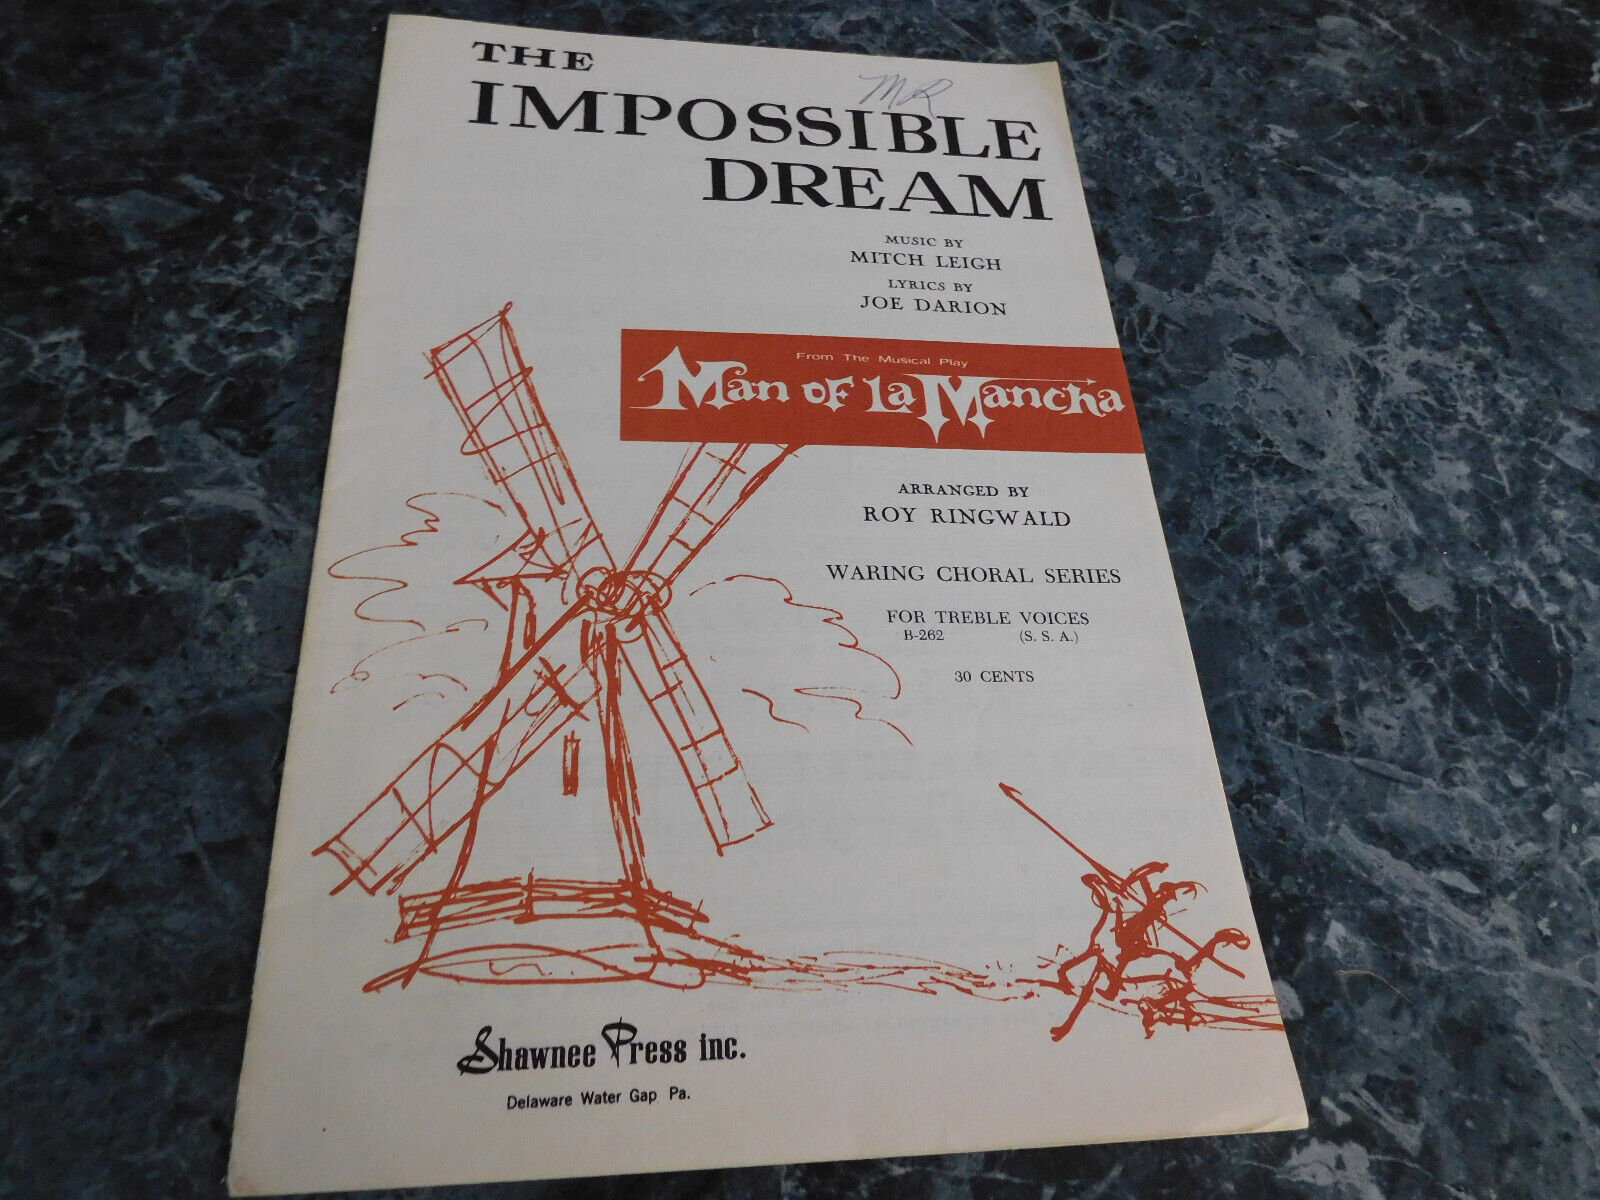 THE
MR
IMPOSSIBLE
DREAM
MUSIC BY
MITCH LEIGH
LYRICS BY
JOE DARION
From The Musical Play
Man of La Mancha
ARRANGED BY
ROY RINGWALD
WARING CHORAL SERIES
FOR TREBLE VOICES
B-262 (S. S. A.)
30 CENTS
Shawnee Press inc.
Delaware Water Gap Pa.